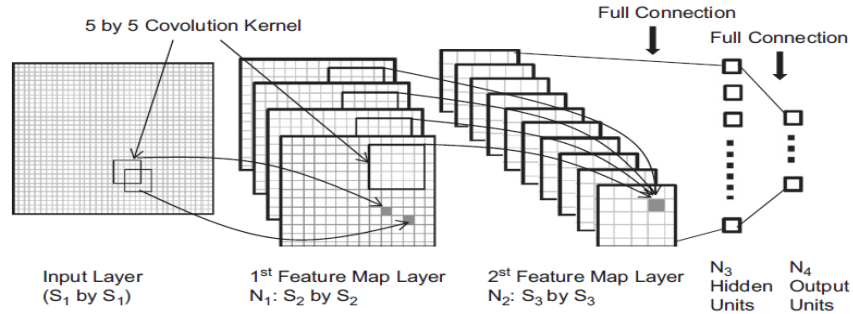 Full Connection
5 by 5 Covolution Kernel
Full Connection
Input Layer
(S₁ by S₁)
1st Feature Map Layer
N₁: S₂ by S₂
2st Feature Map Layer
N₂: S₃ by S₃
N₃
Hidden
Units
N₄
Output
Units